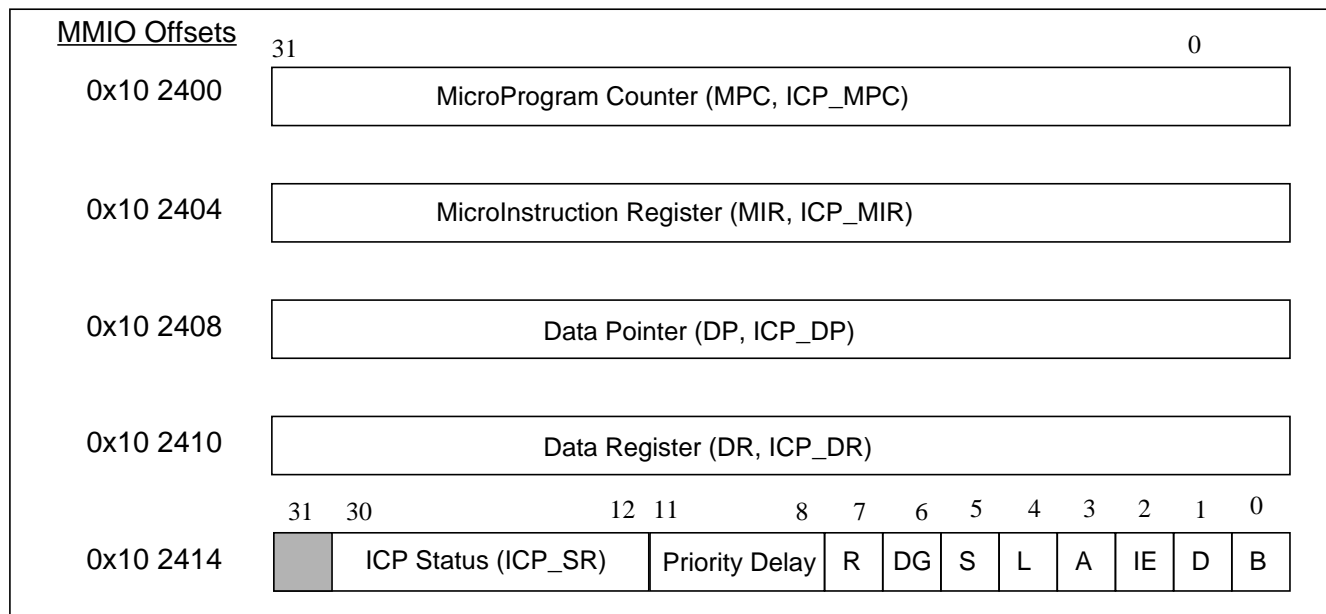 MMIO Offsets
31 0
0x10 2400 MicroProgram Counter (MPC, ICP_MPC)
0x10 2404 MicroInstruction Register (MIR, ICP_MIR)
0x10 2408 Data Pointer (DP, ICP_DP)
0x10 2410 Data Register (DR, ICP_DR)
31 30 12 11 8 7 6 5 4 3 2 1 0
0x10 2414 ICP Status (ICP_SR) Priority Delay R DG S L A IE D B